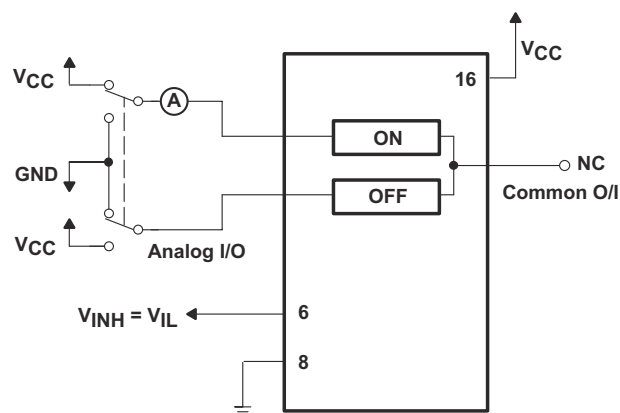 VCC
16
VCC
A
ON
GND
NC
OFF
Common O/I
VCC
Analog I/O
VINH = VIL
6
8